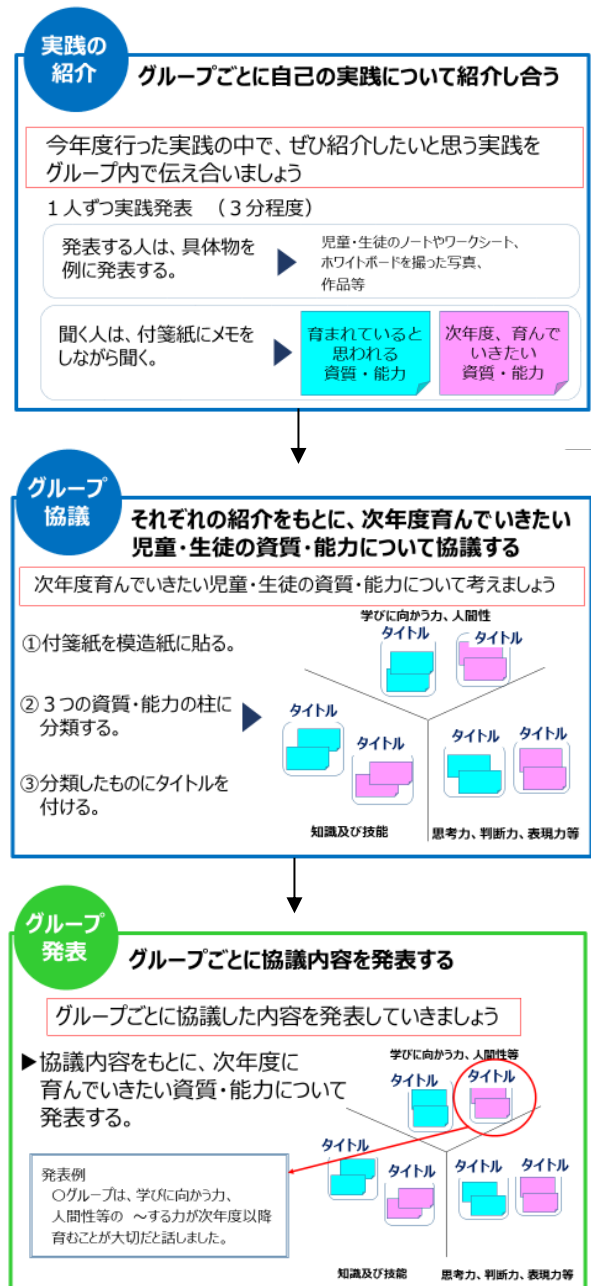 実践の
紹介
グループごとに自己の実践について紹介し合う
今年度行った実践の中で、ぜひ紹介したいと思う実践を
グループ内で伝え合いましょう
1人ずつ実践発表 （3分程度）
発表する人は、具体物を
例に発表する。
児童・生徒のノートやワークシート、
ホワイトボードを撮った写真、
作品等
聞く人は、付箋紙にメモを
しながら聞く。
育まれていると
思われる
資質・能力
次年度、育んで
いきたい
資質・能力
グループ
協議
それぞれの紹介をもとに、次年度育んでいきたい
児童・生徒の資質・能力について協議する
次年度育んでいきたい児童・生徒の資質・能力について考えましょう
学びに向かう力、人間性
タイトル
タイトル
①付箋紙を模造紙に貼る。
②３つの資質・能力の柱に
分類する。
③分類したものにタイトルを
付ける。
タイトル
タイトル
タイトル
タイトル
知識及び技能
思考力、判断力、表現力等
グループ
発表
グループごとに協議内容を発表する
グループごとに協議した内容を発表していきましょう
▶協議内容をもとに、次年度に
育んでいきたい資質・能力について
発表する。
学びに向かう力、人間性等
タイトル
タイトル
タイトル
タイトル
タイトル
タイトル
発表例
○グループは、学びに向かう力、
人間性等の ～する力が次年度以降
育むことが大切だと話しました。
知識及び技能
思考力、判断力、表現力等